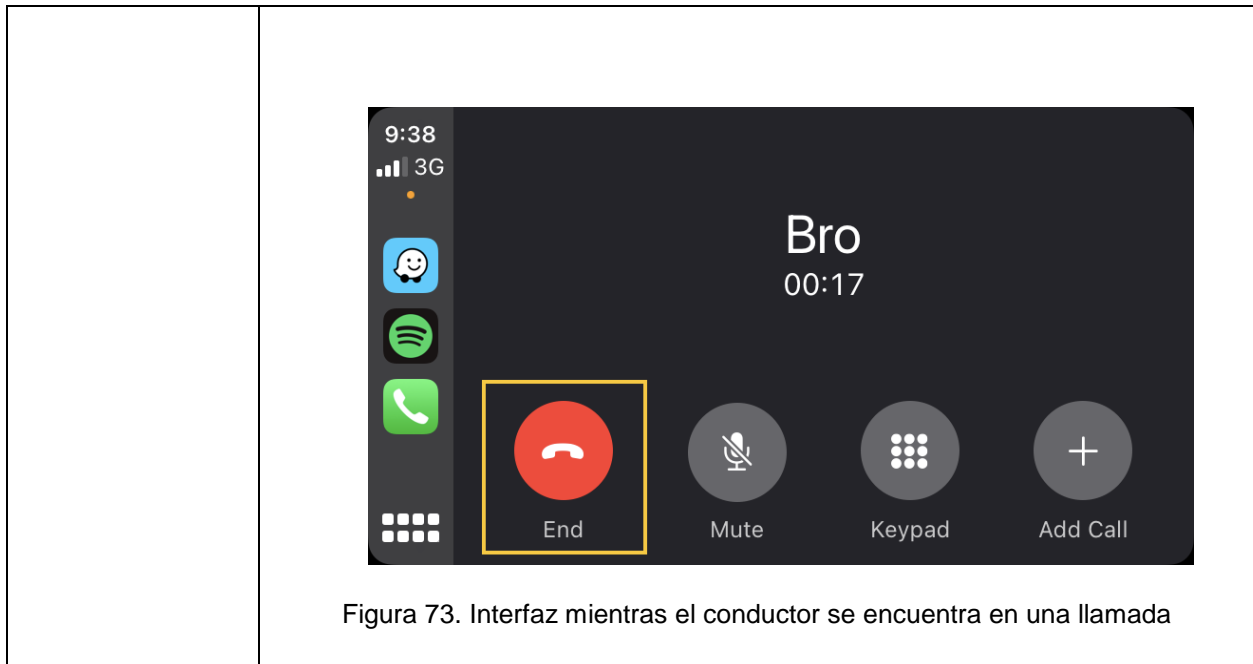 9:38
3G
Bro
00:17
End Mute Keypad Add Call
Figura 73. Interfaz mientras el conductor se encuentra en una llamada